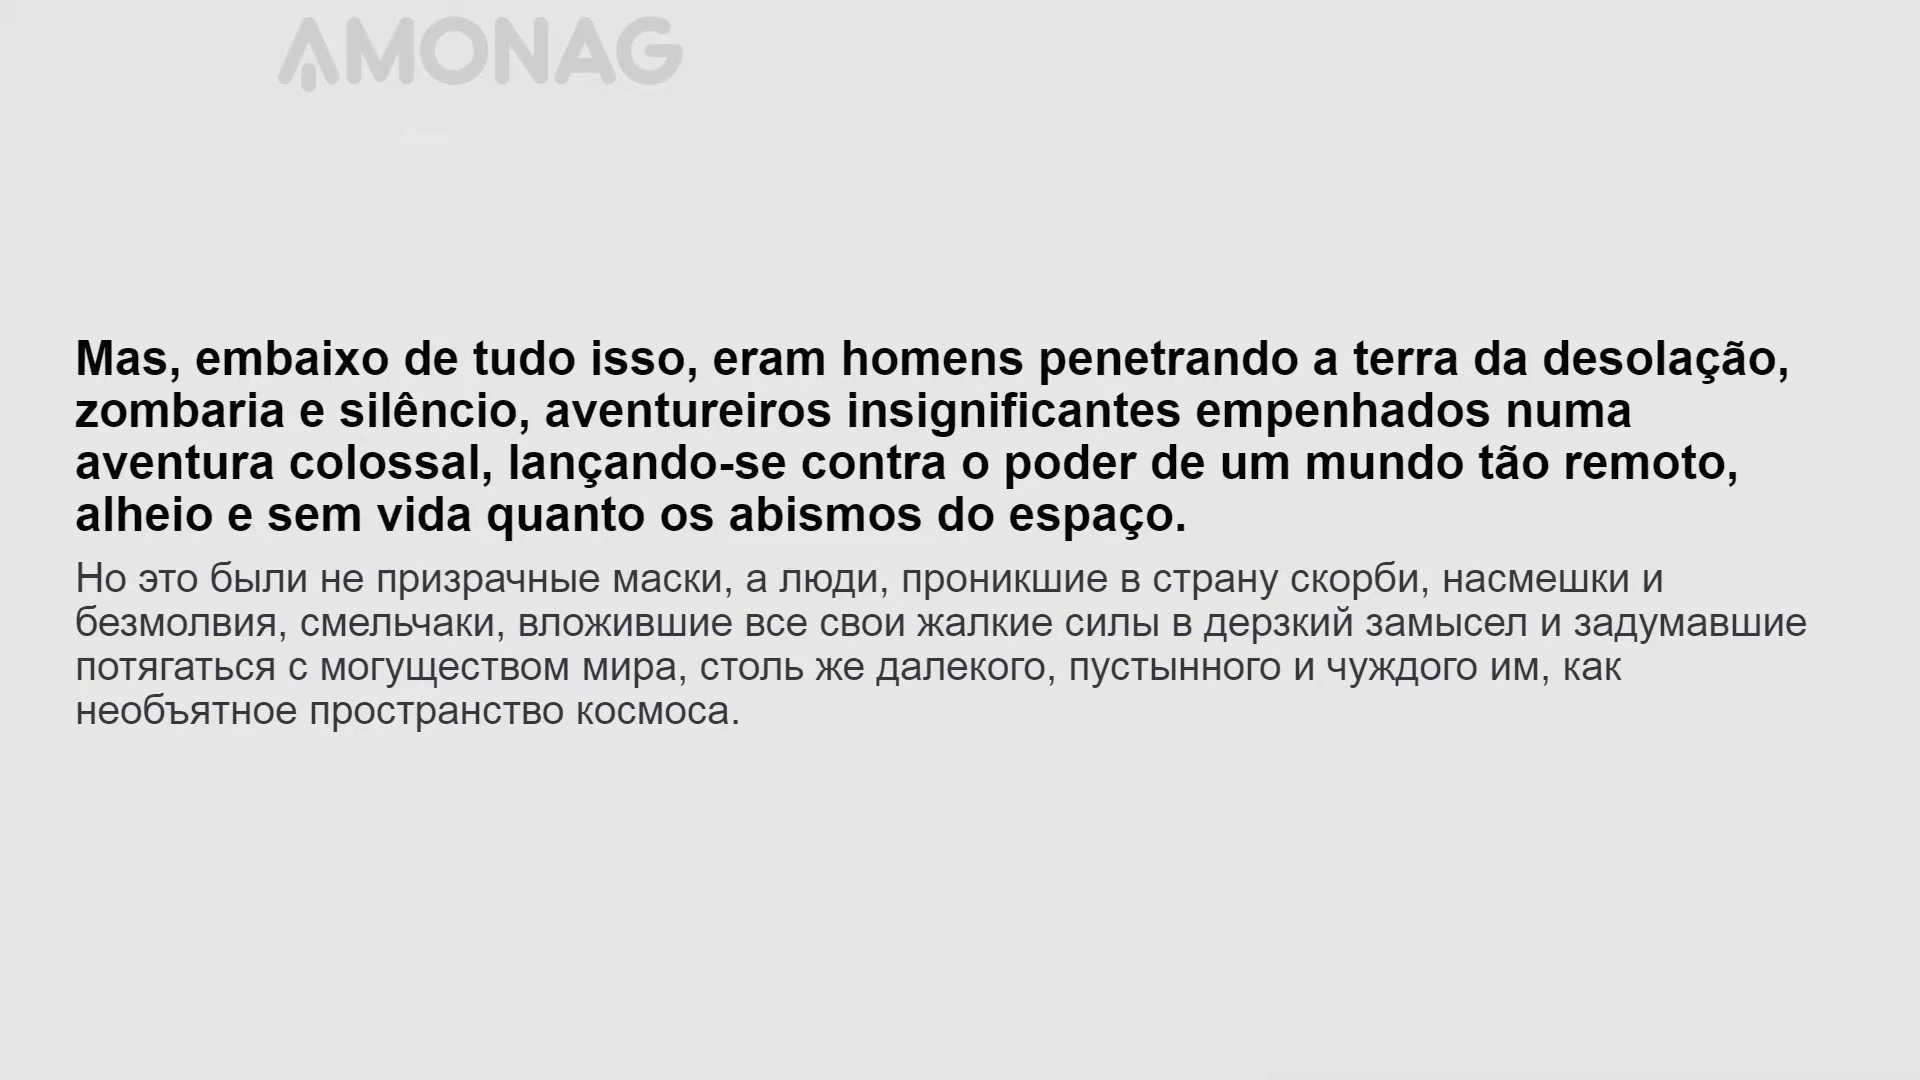 AMONAG
Mas, embaixo de tudo isso, eram homens penetrando a terra da desolação,
zombaria e silêncio, aventureiros insignificantes empenhados numa
aventura colossal, lançando-se contra o poder de um mundo tão remoto,
alheio e sem vida quanto os abismos do espaço.
Но это были не призрачные маски, а люди, проникшие в страну скорби, насмешки и
безмолвия, смельчаки, вложившие все свои жалкие силы в дерзкий замысел и задумавшие
потягаться с могуществом мира, столь же далекого, пустынного и чуждого им, как
необъятное пространство космоса.